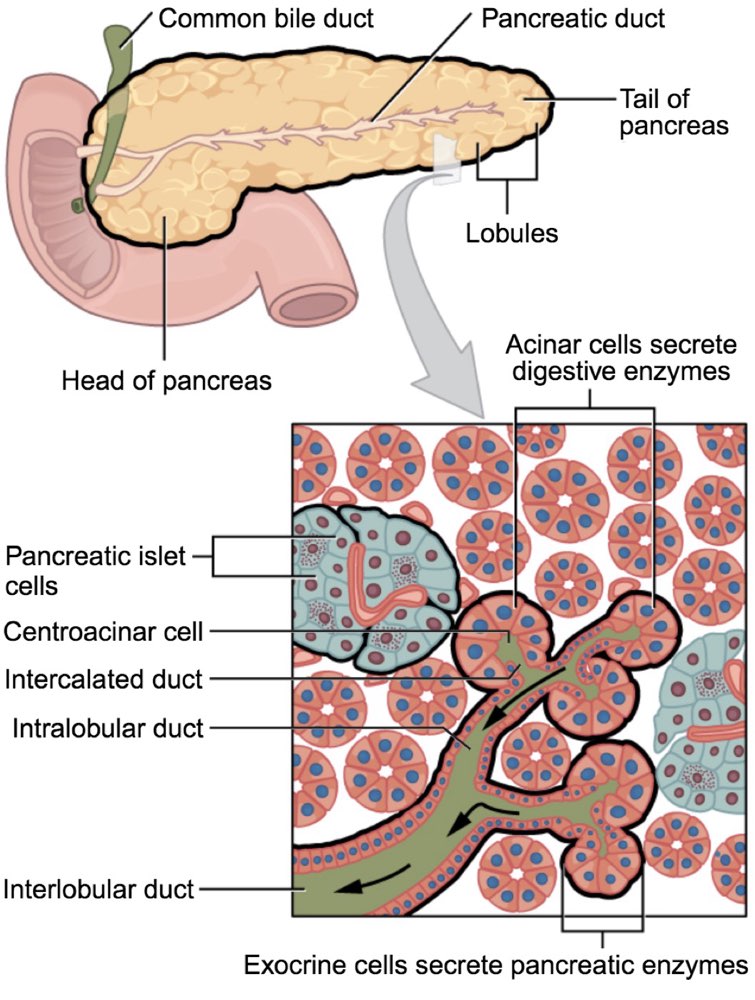 Common bile duct
Pancreatic duct
Tail of
pancreas
Lobules
Head of pancreas
Acinar cells secrete
digestive enzymes
Pancreatic islet
cells
Centroacinar cell
Intercalated duct
Intralobular duct
Interlobular duct
Exocrine cells secrete pancreatic enzymes